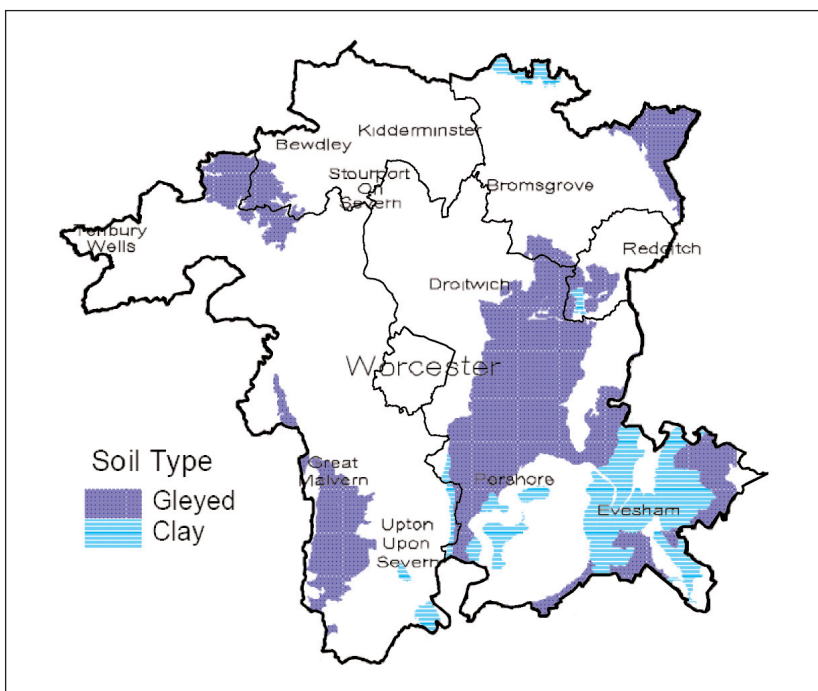 Kidderminster
Bewdley
Stourport
On
Severn
Bromsgrove
Tenbury
Wells
Redditch
Droitwich
Worcester
Soil Type
Gleyed
Clay
Great
Malvern
Pershore
Evesham
Upton
Upon
Severn